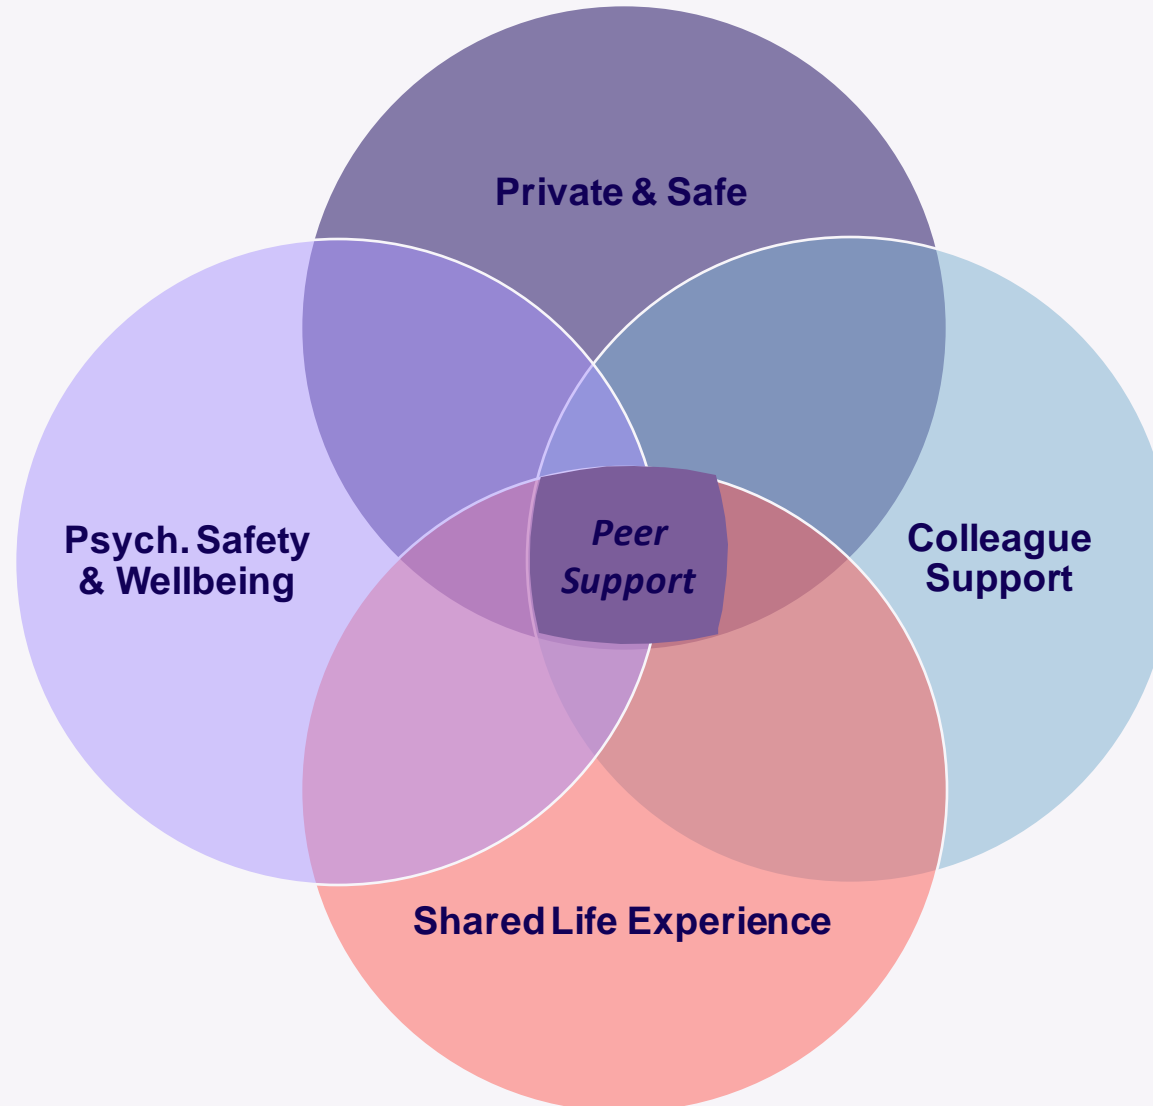 Private & Safe
Psych. Safety
& Wellbeing
Peer
Support
Colleague
Support
Shared Life Experience